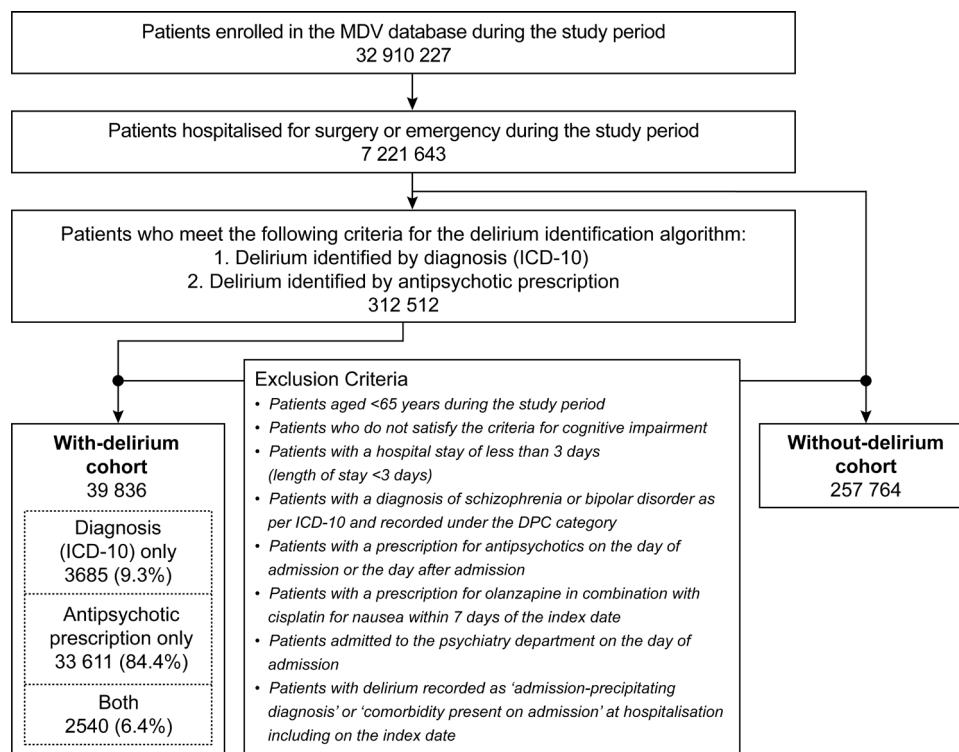 Patients enrolled in the MDV database during the study period
32 910 227
Patients hospitalised for surgery or emergency during the study period
7 221 643
Patients who meet the following criteria for the delirium identification algorithm:
1. Delirium identified by diagnosis (ICD-10)
2. Delirium identified by antipsychotic prescription
312 512
With-delirium
cohort
39 836
Diagnosis
(ICD-10) only
3685 (9.3%)
Antipsychotic
prescription only
33 611 (84.4%)
Both
2540 (6.4%)
Exclusion Criteria
• Patients aged <65 years during the study period
• Patients who do not satisfy the criteria for cognitive impairment
• Patients with a hospital stay of less than 3 days
(length of stay <3 days)
• Patients with a diagnosis of schizophrenia or bipolar disorder as
per ICD-10 and recorded under the DPC category
• Patients with a prescription for antipsychotics on the day of
admission or the day after admission
• Patients with a prescription for olanzapine in combination with
cisplatin for nausea within 7 days of the index date
• Patients admitted to the psychiatry department on the day of
admission
• Patients with delirium recorded as ‘admission-precipitating
diagnosis’ or ‘comorbidity present on admission’ at hospitalisation
including on the index date
Without-delirium
cohort
257 764